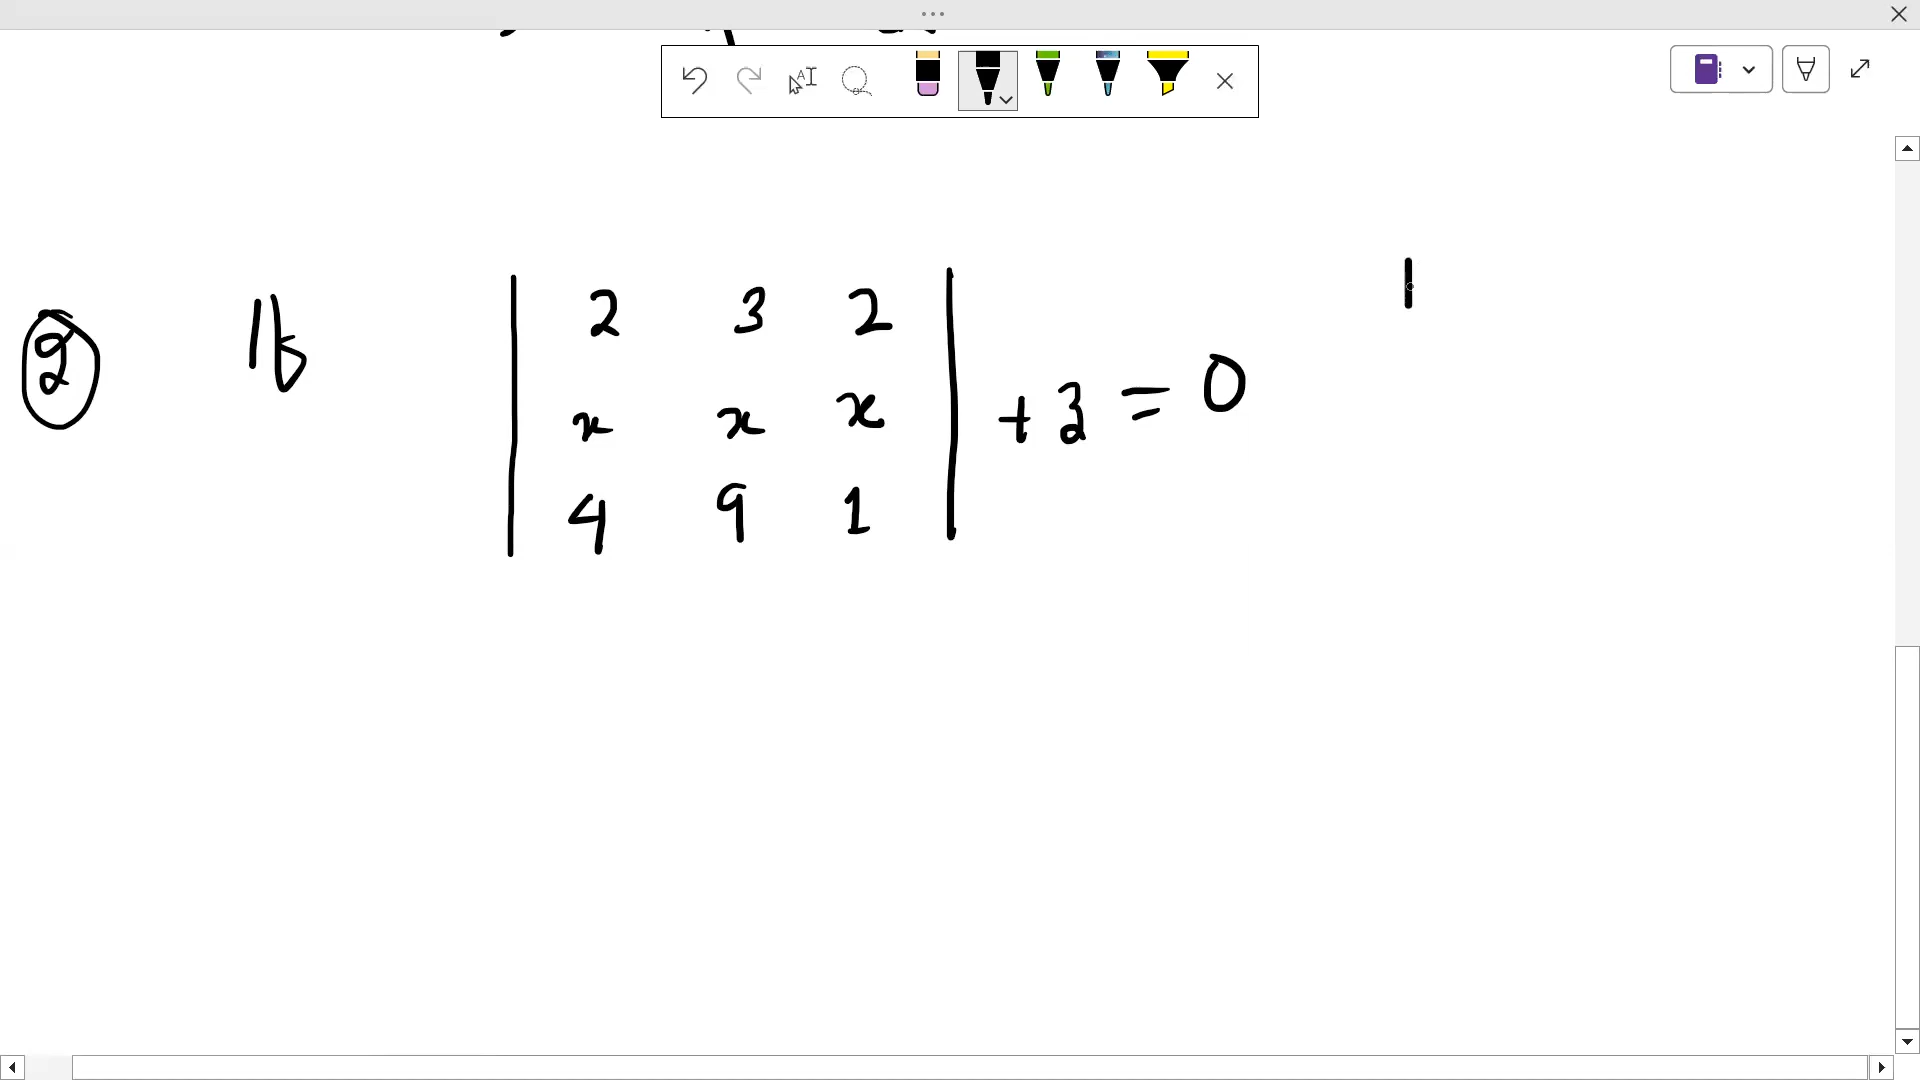 ② If | 2 3 2 |
| x x x | + 3 = 0
| 4 9 1 |